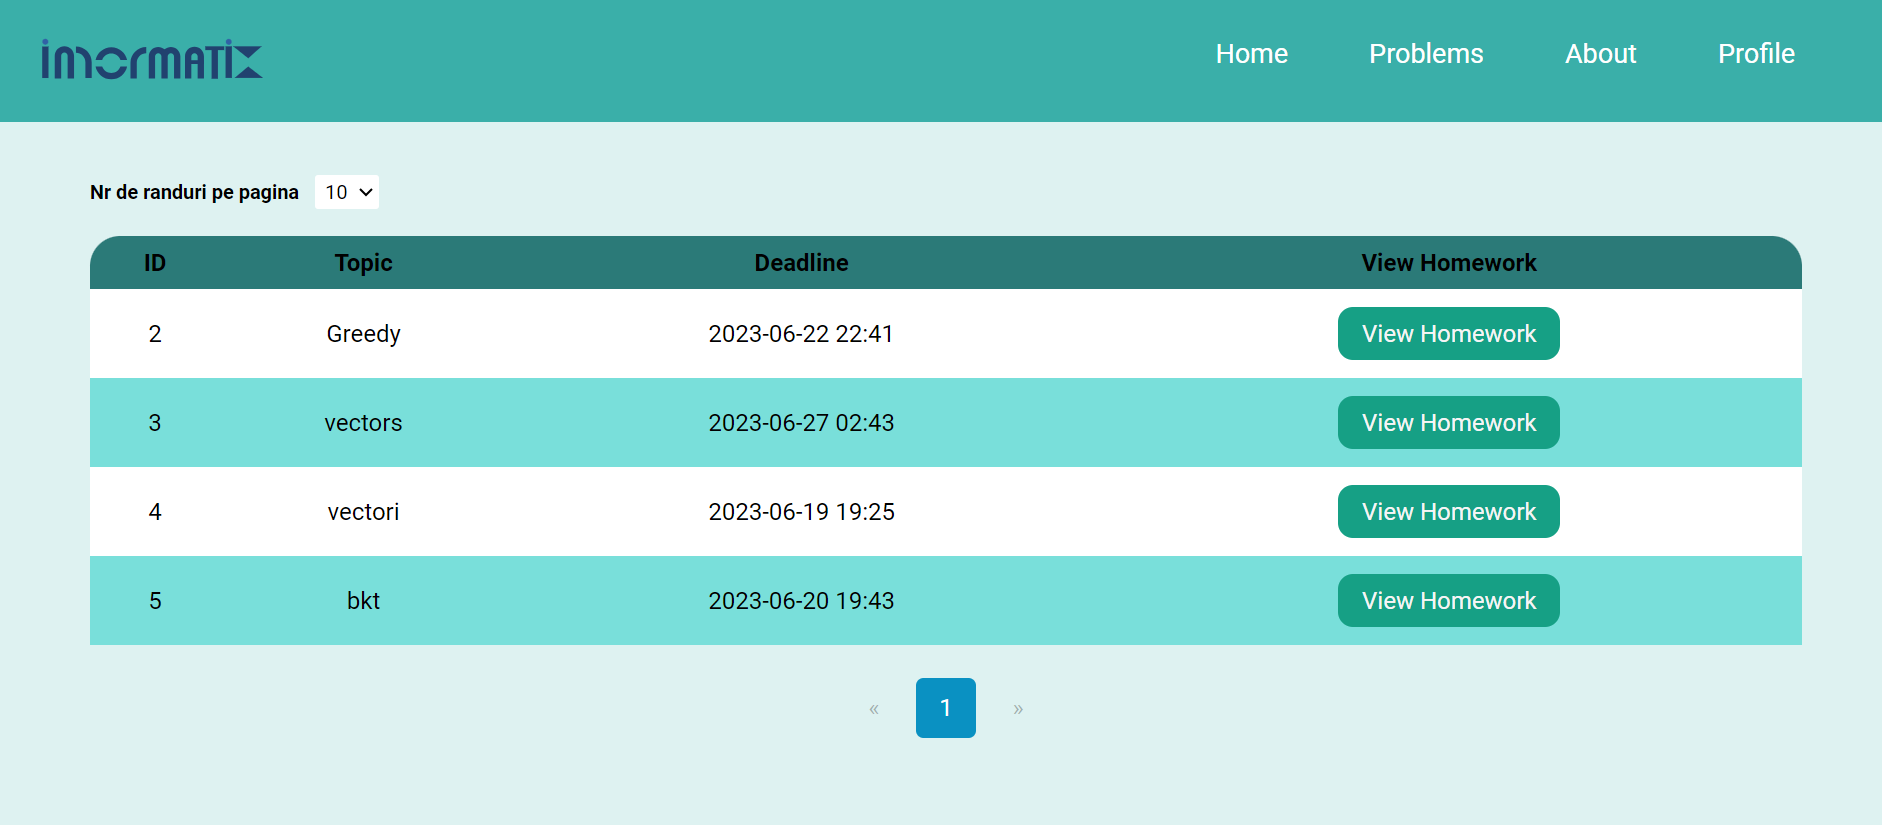 inormatix
Home Problems About Profile
Nr de randuri pe pagina 10
ID Topic Deadline View Homework
2 Greedy 2023-06-22 22:41 View Homework
3 vectors 2023-06-27 02:43 View Homework
4 vectori 2023-06-19 19:25 View Homework
5 bkt 2023-06-20 19:43 View Homework
« 1 »